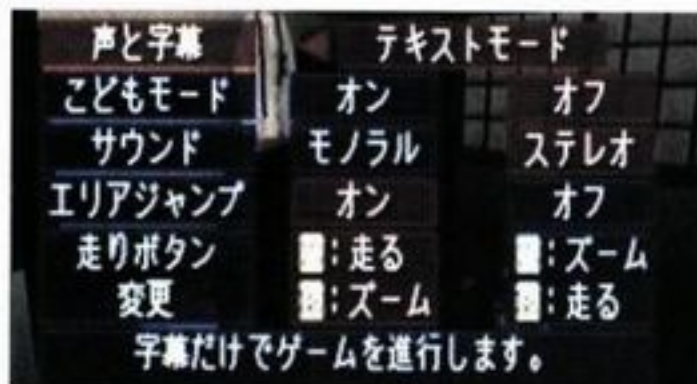 声と字幕 テキストモード
こどもモード オン オフ
サウンド モノラル ステレオ
エリアジャンプ オン オフ
走りボタン :走る :ズーム
変更 :ズーム :走る
字幕だけでゲームを進行します。